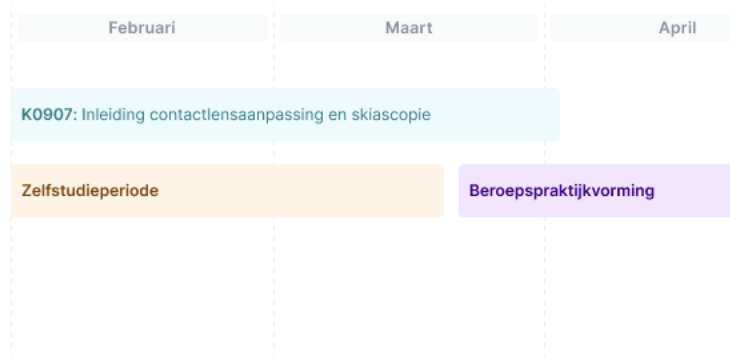 Februari Maart April
K0907: Inleiding contactlensaanpassing en skiascopie
Zelfstudieperiode Beroepspraktijkvorming